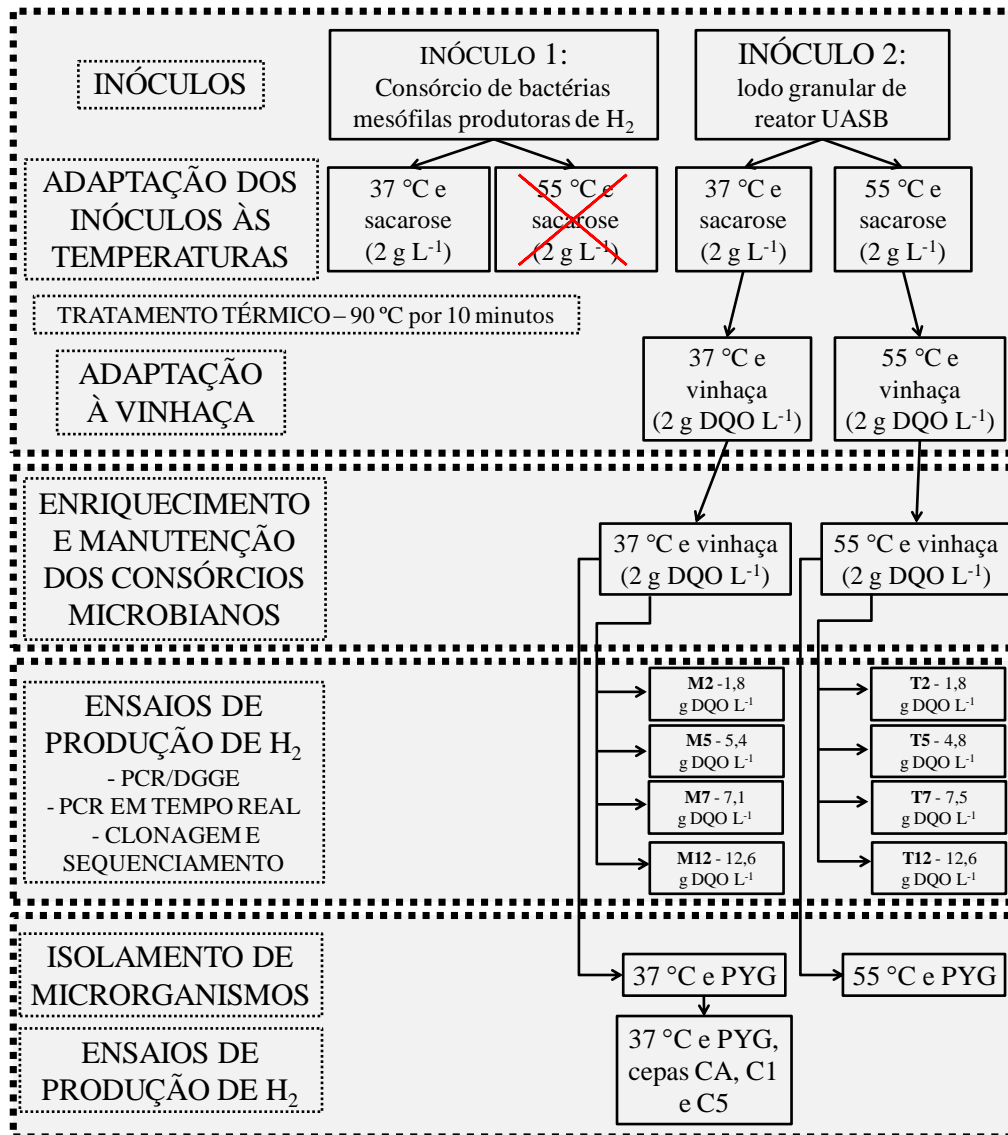 INÓCULOS
INÓCULO 1:
Consórcio de bactérias
mesófilas produtoras de H₂
INÓCULO 2:
lodo granular de
reator UASB
ADAPTAÇÃO DOS
INÓCULOS ÀS
TEMPERATURAS
37 °C e
sacarose
(2 g L⁻¹)
55 °C e
sacarose
(2 g L⁻¹)
37 °C e
sacarose
(2 g L⁻¹)
55 °C e
sacarose
(2 g L⁻¹)
TRATAMENTO TÉRMICO – 90 ºC por 10 minutos
ADAPTAÇÃO
À VINHAÇA
37 °C e
vinhaça
(2 g DQO L⁻¹)
55 °C e
vinhaça
(2 g DQO L⁻¹)
ENRIQUECIMENTO
E MANUTENÇÃO
DOS CONSÓRCIOS
MICROBIANOS
37 °C e vinhaça
(2 g DQO L⁻¹)
55 °C e vinhaça
(2 g DQO L⁻¹)
ENSAIOS DE
PRODUÇÃO DE H₂
- PCR/DGGE
- PCR EM TEMPO REAL
- CLONAGEM E
SEQUENCIAMENTO
M2 -1,8
g DQO L⁻¹
T2 - 1,8
g DQO L⁻¹
M5 - 5,4
g DQO L⁻¹
T5 - 4,8
g DQO L⁻¹
M7 - 7,1
g DQO L⁻¹
T7 - 7,5
g DQO L⁻¹
M12 - 12,6
g DQO L⁻¹
T12 - 12,6
g DQO L⁻¹
ISOLAMENTO DE
MICRORGANISMOS
37 °C e PYG
55 °C e PYG
ENSAIOS DE
PRODUÇÃO DE H₂
37 °C e PYG,
cepas CA, C1
e C5